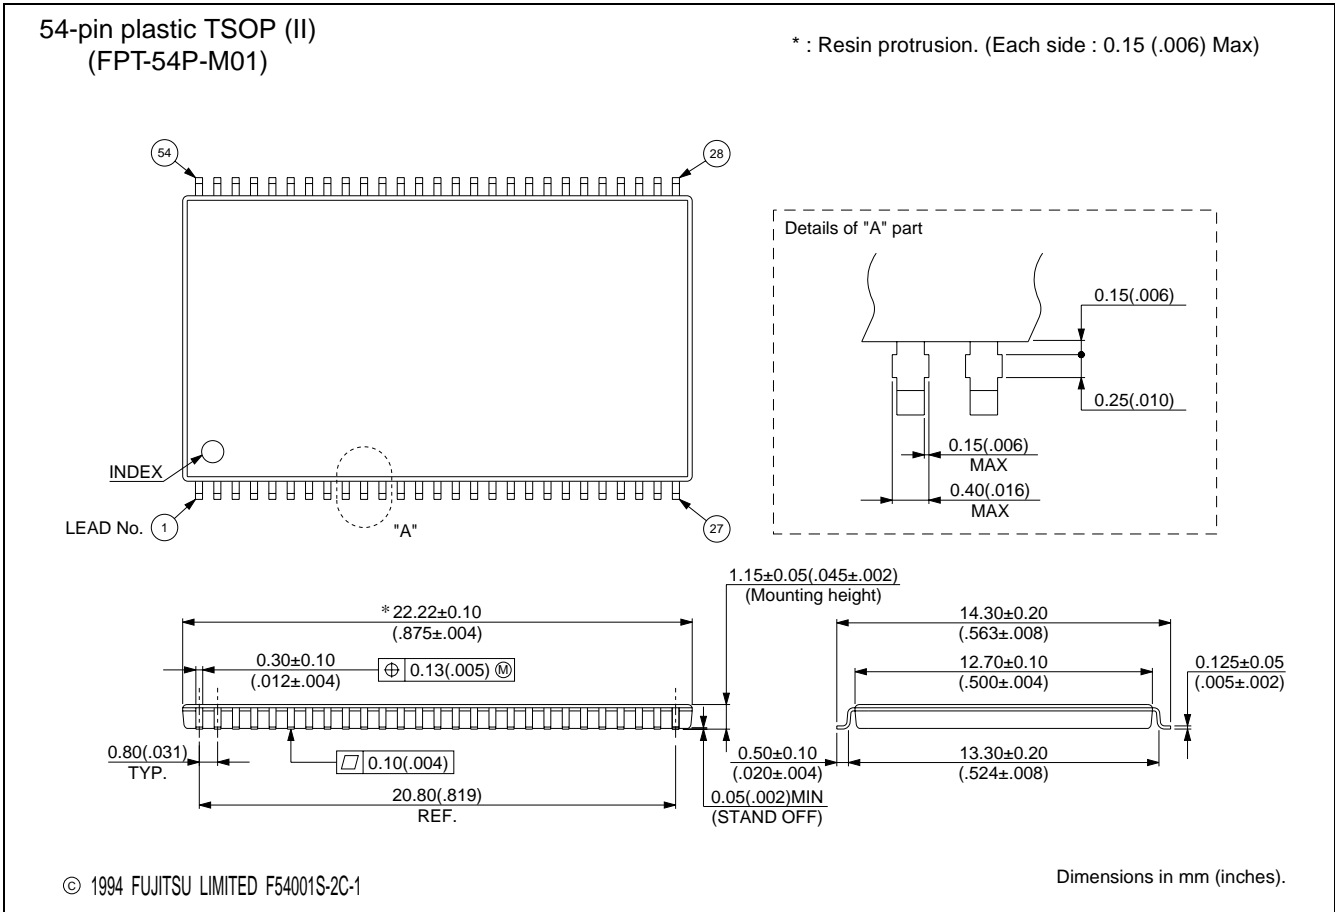 54-pin plastic TSOP (II)
(FPT-54P-M01)
* : Resin protrusion. (Each side : 0.15 (.006) Max)
54
28
INDEX
LEAD No.
1
"A"
27
Details of "A" part
0.15(.006)
0.25(.010)
0.15(.006)
MAX
0.40(.016)
MAX
1.15±0.05(.045±.002)
(Mounting height)
*22.22±0.10
(.875±.004)
0.30±0.10
(.012±.004)
⌖ 0.13(.005) Ⓜ
0.80(.031)
TYP.
⏥ 0.10(.004)
20.80(.819)
REF.
0.05(.002)MIN
(STAND OFF)
14.30±0.20
(.563±.008)
12.70±0.10
(.500±.004)
0.125±0.05
(.005±.002)
0.50±0.10
(.020±.004)
13.30±0.20
(.524±.008)
© 1994 FUJITSU LIMITED F54001S-2C-1
Dimensions in mm (inches).